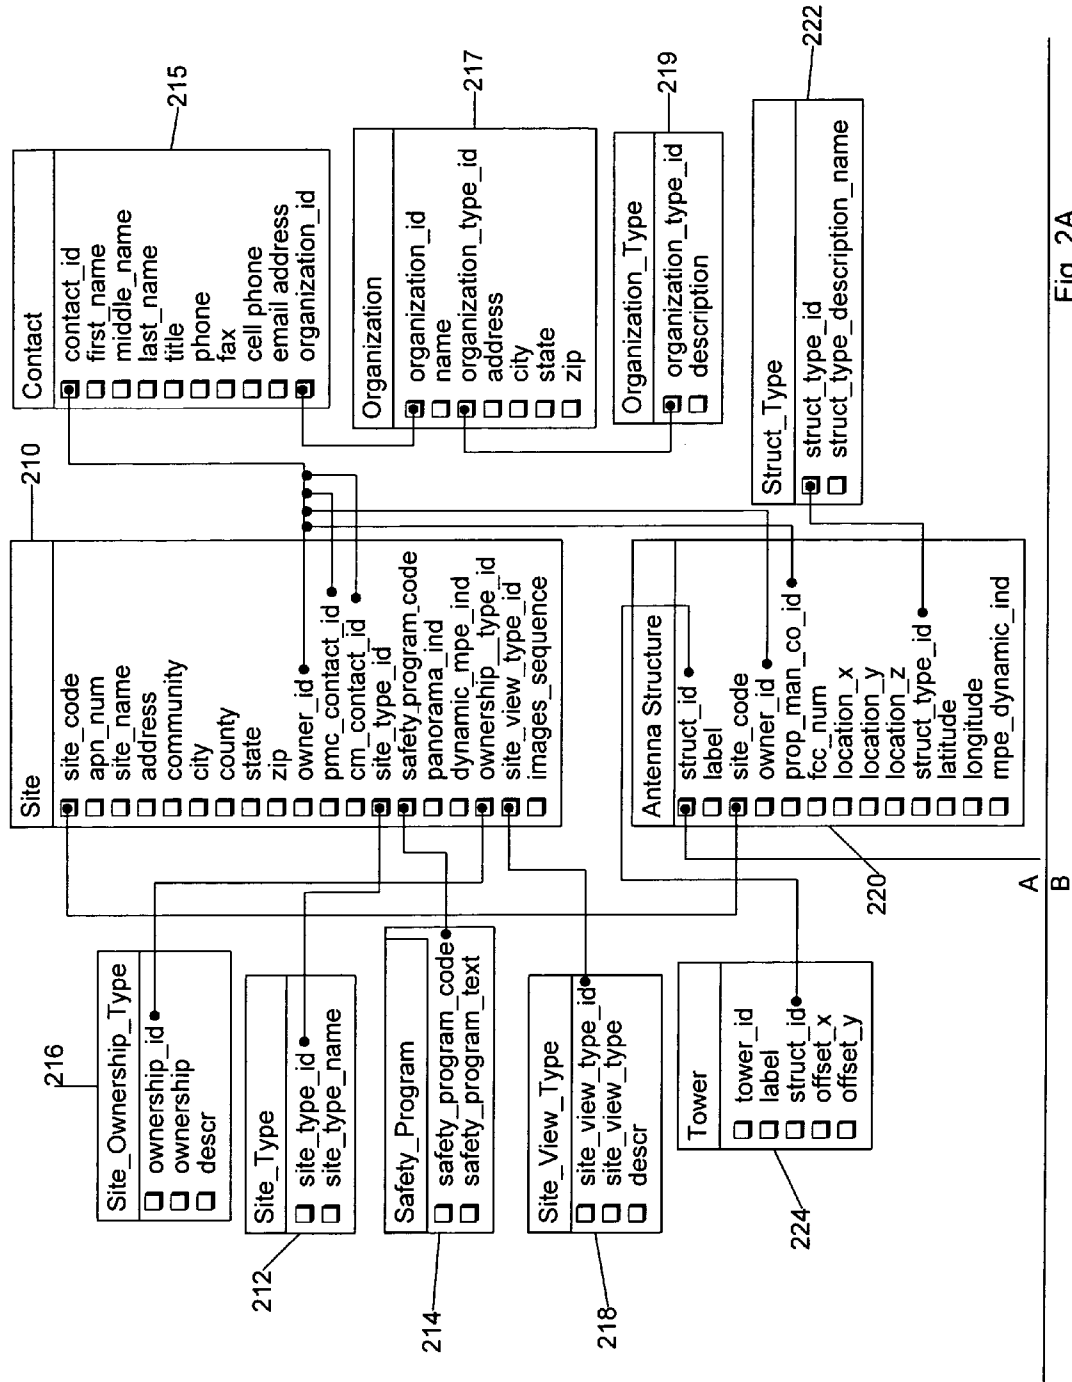 216
Site_Ownership_Type
ownership_id
ownership
descr
212
Site_Type
site_type_id
site_type_name
214
Safety_Program
safety_program_code
safety_program_text
218
Site_View_Type
site_view_type_id
site_view_type
descr
224
Tower
tower_id
label
struct_id
offset_x
offset_y
210
Site
site_code
apn_num
site_name
address
community
city
county
state
zip
owner_id
pmc_contact_id
cm_contact_id
site_type_id
safety_program_code
panorama_ind
dynamic_mpe_ind
ownership__type_id
site_view_type_id
images_sequence
220
Antenna Structure
struct_id
label
site_code
owner_id
prop_man_co_id
fcc_num
location_x
location_y
location_z
struct_type_id
latitude
longitude
mpe_dynamic_ind
215
Contact
contact_id
first_name
middle_name
last_name
title
phone
fax
cell phone
email address
organization_id
217
Organization
organization_id
name
organization_type_id
address
city
state
zip
219
Organization_Type
organization_type_id
description
222
Struct_Type
struct_type_id
struct_type_description_name
A
B
Fig. 2A